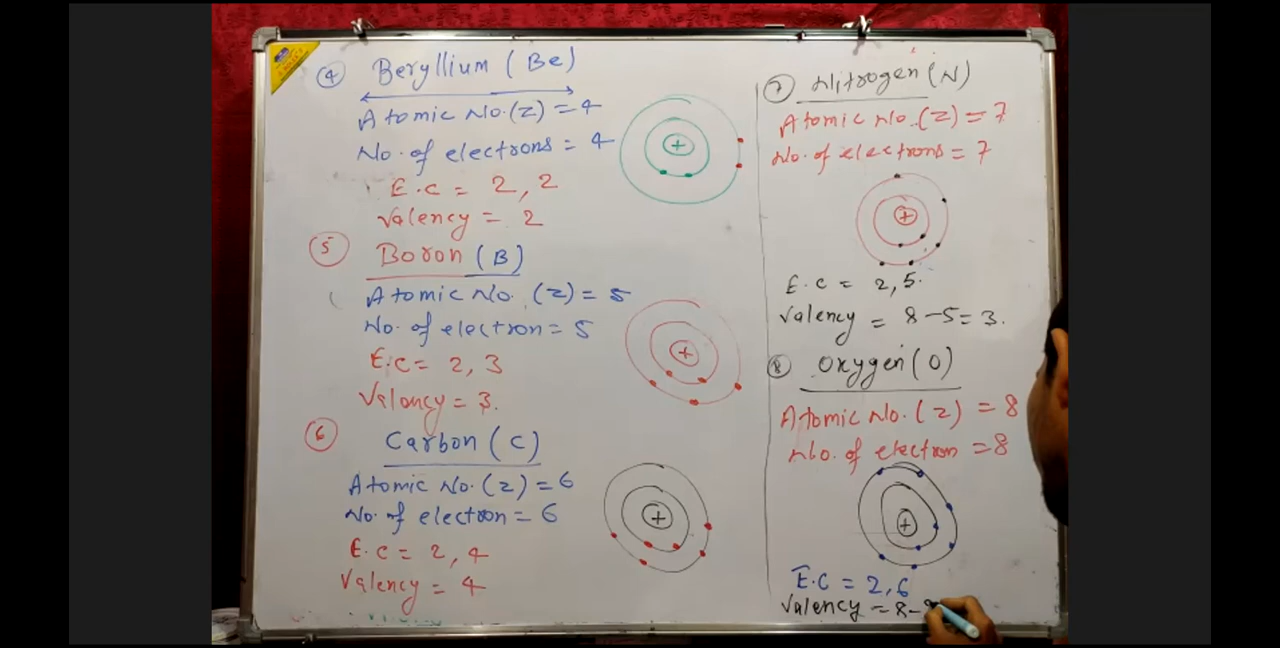 ④ Beryllium (Be)
Atomic No.(z) = 4
No. of electrons = 4
E.C = 2, 2
Valency = 2
⑤ Boron (B)
Atomic No. (z) = 5
No. of electron = 5
E.C = 2, 3
Valency = 3.
⑥ Carbon (C)
Atomic No. (z) = 6
No. of electron = 6
E.C = 2, 4
Valency = 4
⑦ Nitrogen (N)
Atomic No. (z) = 7
No. of electrons = 7
E.C = 2, 5.
Valency = 8-5=3.
⑧ Oxygen (O)
Atomic No. (z) = 8
No. of electron = 8
E.C = 2, 6
Valency = 8-
+
+
+
+
+